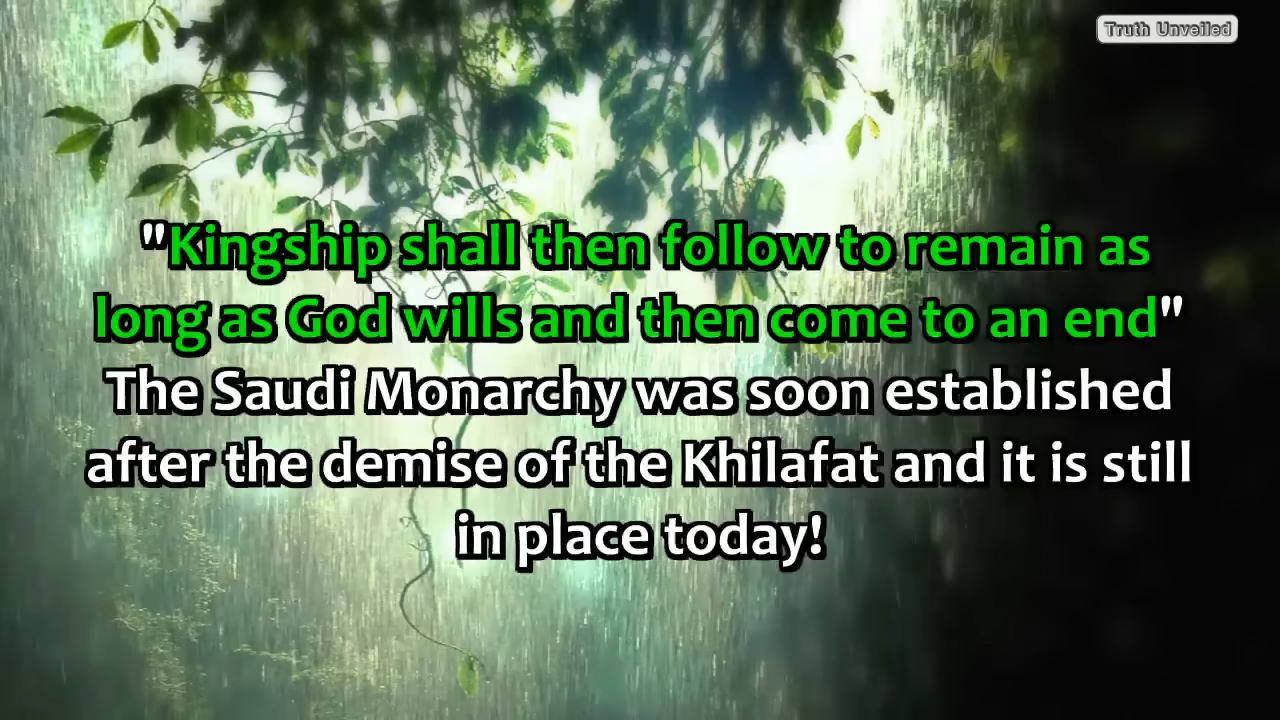 Truth Unveiled
"Kingship shall then follow to remain as
long as God wills and then come to an end"
The Saudi Monarchy was soon established
after the demise of the Khilafat and it is still
in place today!